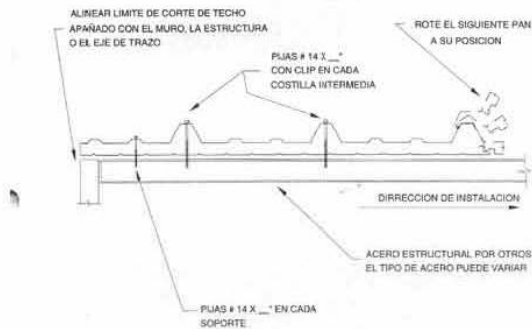 ALINEAR LIMITE DE CORTE DE TECHO
APAÑADO CON EL MURO, LA ESTRUCTURA
O EL EJE DE TRAZO
ROTE EL SIGUIENTE PAN
A SU POSICION
PIJAS # 14 X __"
CON CLIP EN CADA
COSTILLA INTERMEDIA
DIRRECCION DE INSTALACION
ACERO ESTRUCTURAL POR OTROS
EL TIPO DE ACERO PUEDE VARIAR
PIJAS # 14 X __" EN CADA
SOPORTE